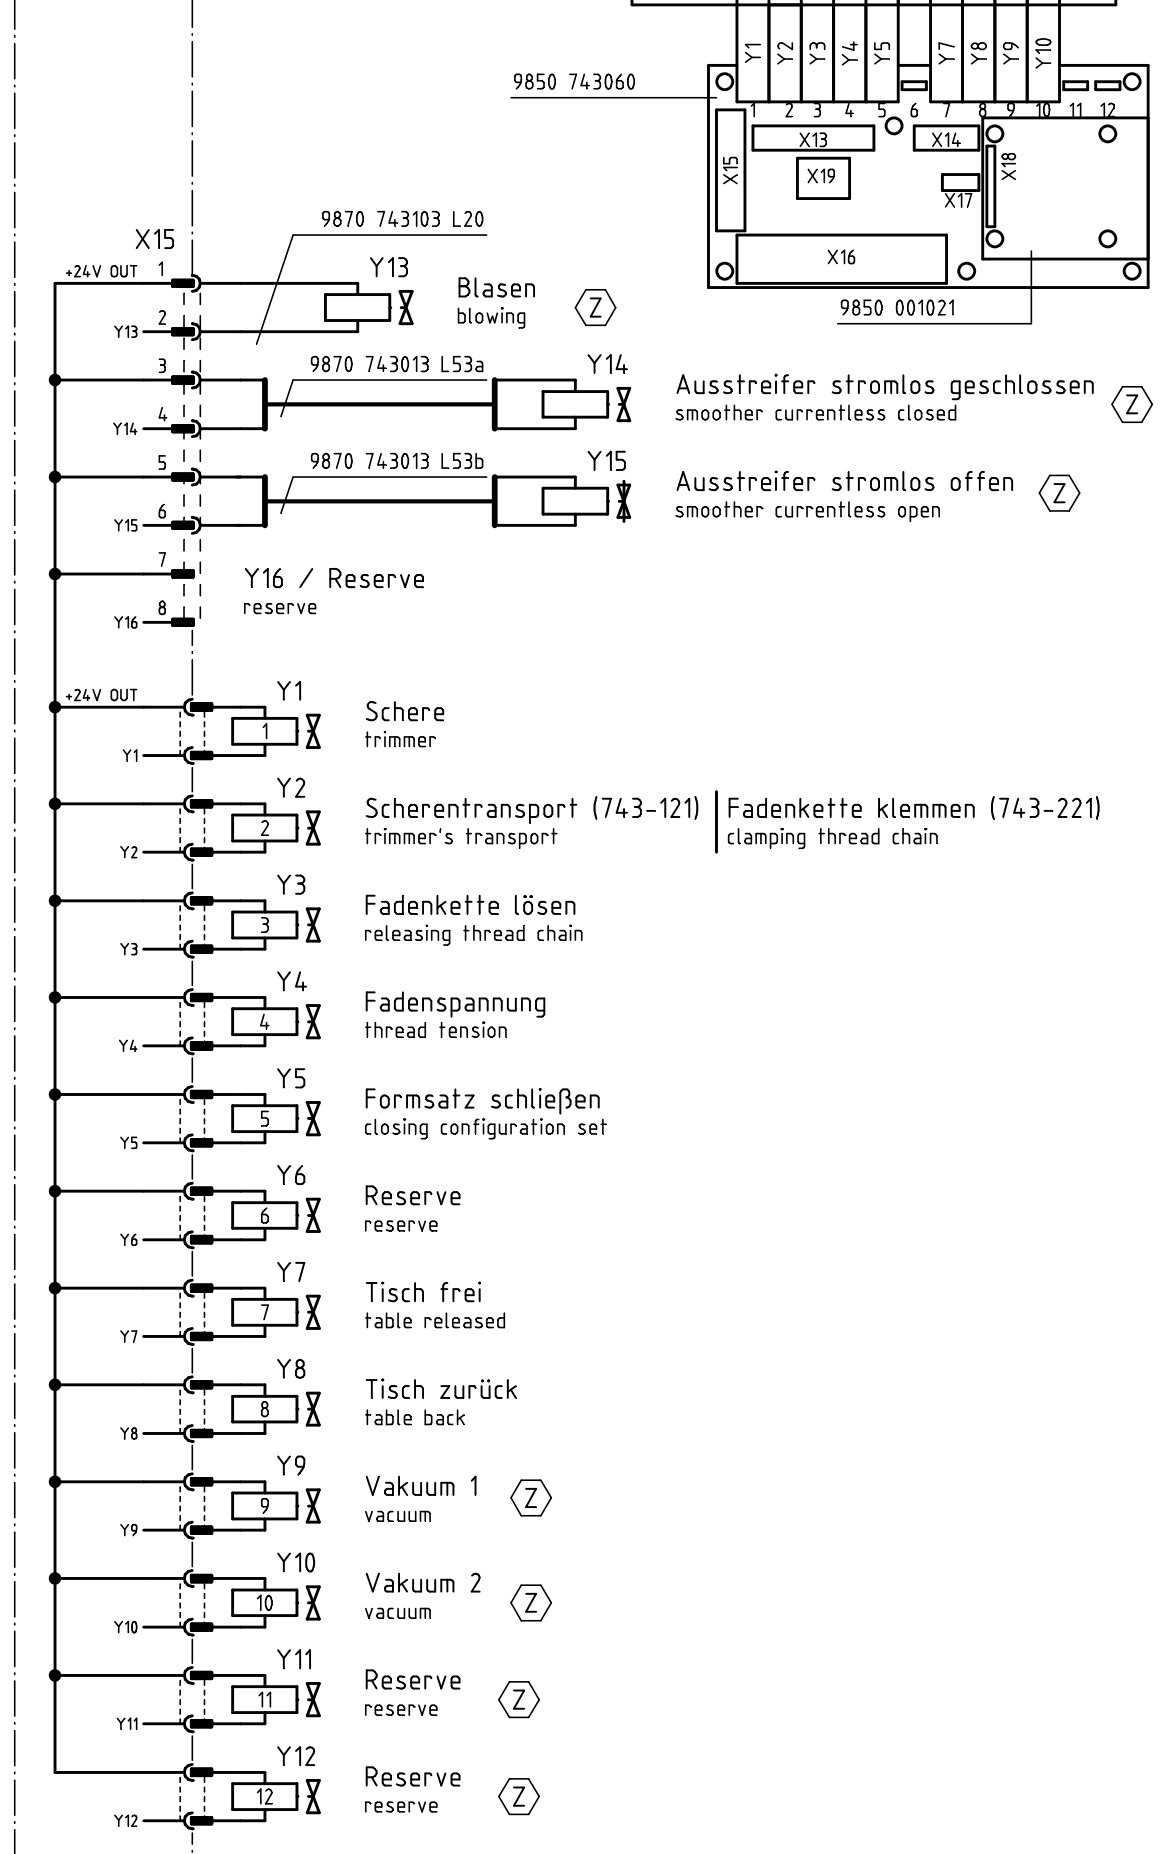 Y1 Y2 Y3 Y4 Y5 Y7 Y8 Y9 Y10
9850 743060
1 2 3 4 5 6 7 8 9 10 11 12
X13 X14
X15 X19 X17 X18
X16
9850 001021
9870 743103 L20
X15
+24V OUT 1
Y13
Blasen
blowing
Z
Y13 2
3
9870 743013 L53a
Y14
Ausstreifer stromlos geschlossen
smoother currentless closed
Z
Y14 4
5
9870 743013 L53b
Y15
Ausstreifer stromlos offen
smoother currentless open
Z
Y15 6
7
Y16 / Reserve
reserve
Y16 8
+24V OUT
Y1
1
Schere
trimmer
Y1
Y2
2
Scherentransport (743-121)
trimmer's transport
Fadenkette klemmen (743-221)
clamping thread chain
Y2
Y3
3
Fadenkette lösen
releasing thread chain
Y3
Y4
4
Fadenspannung
thread tension
Y4
Y5
5
Formsatz schließen
closing configuration set
Y5
Y6
6
Reserve
reserve
Y6
Y7
7
Tisch frei
table released
Y7
Y8
8
Tisch zurück
table back
Y8
Y9
9
Vakuum 1
vacuum
Z
Y9
Y10
10
Vakuum 2
vacuum
Z
Y10
Y11
11
Reserve
reserve
Z
Y11
Y12
12
Reserve
reserve
Z
Y12